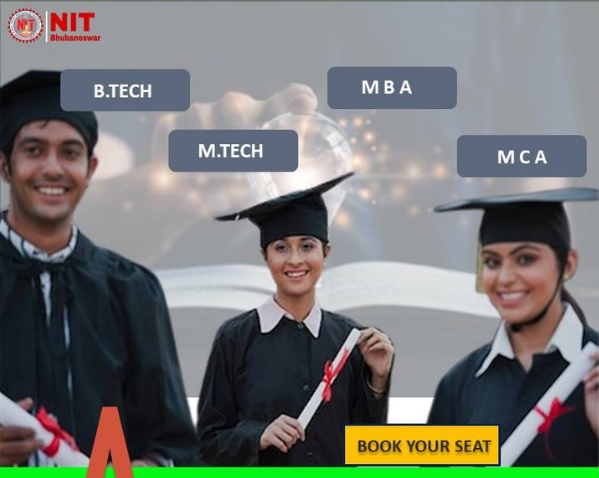 NIT
Bhubaneswar
B.TECH
M B A
M.TECH
M C A
BOOK YOUR SEAT
A